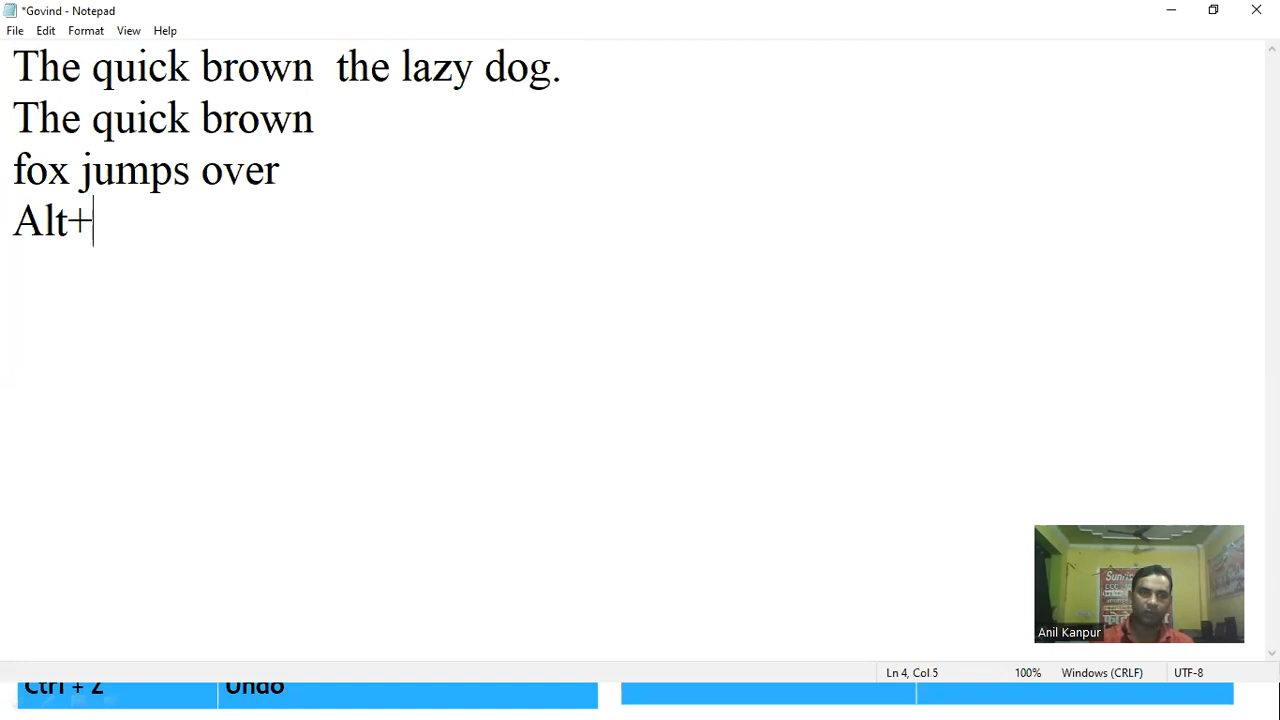 *Govind - Notepad
File Edit Format View Help
The quick brown  the lazy dog.
The quick brown
fox jumps over
Alt+
Sunris
Anil Kanpur
Ln 4, Col 5 100% Windows (CRLF) UTF-8
Ctrl + Z Undo